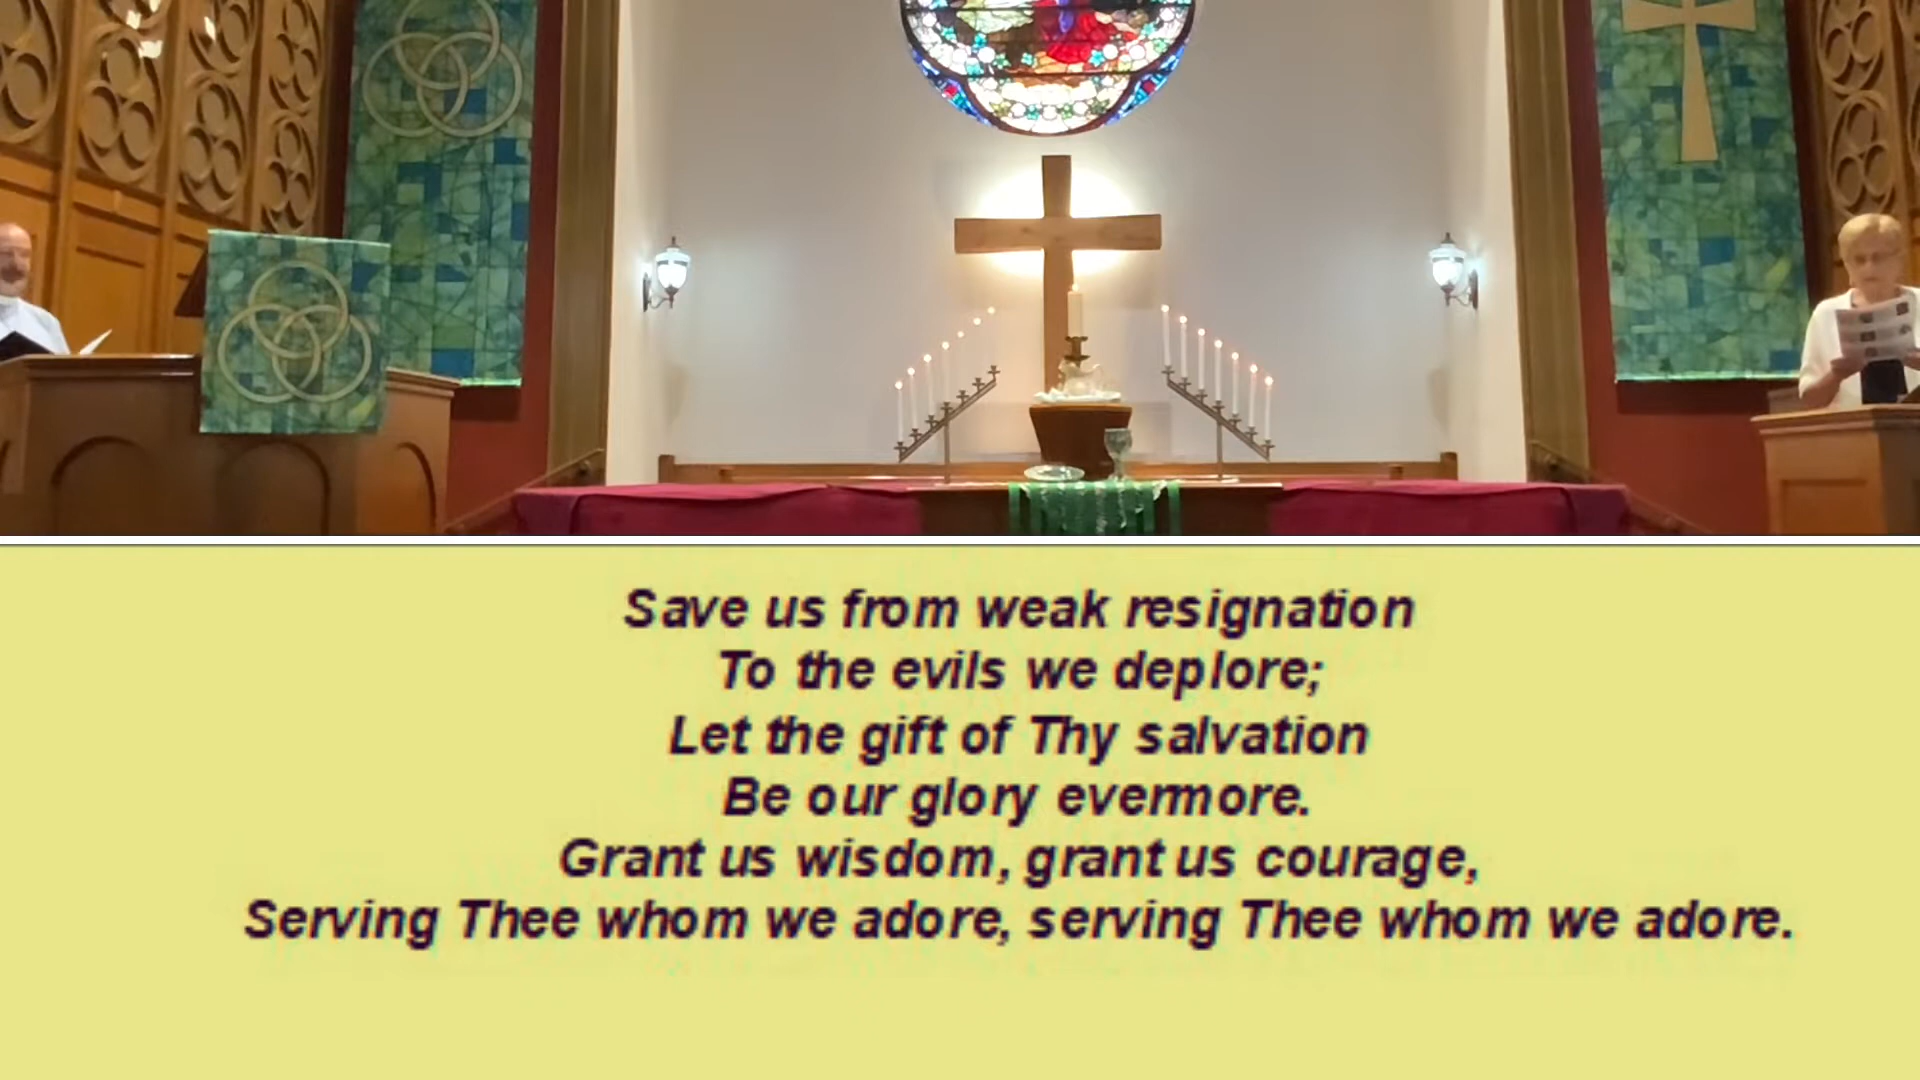 Save us from weak resignation
To the evils we deplore;
Let the gift of Thy salvation
Be our glory evermore.
Grant us wisdom, grant us courage,
Serving Thee whom we adore, serving Thee whom we adore.